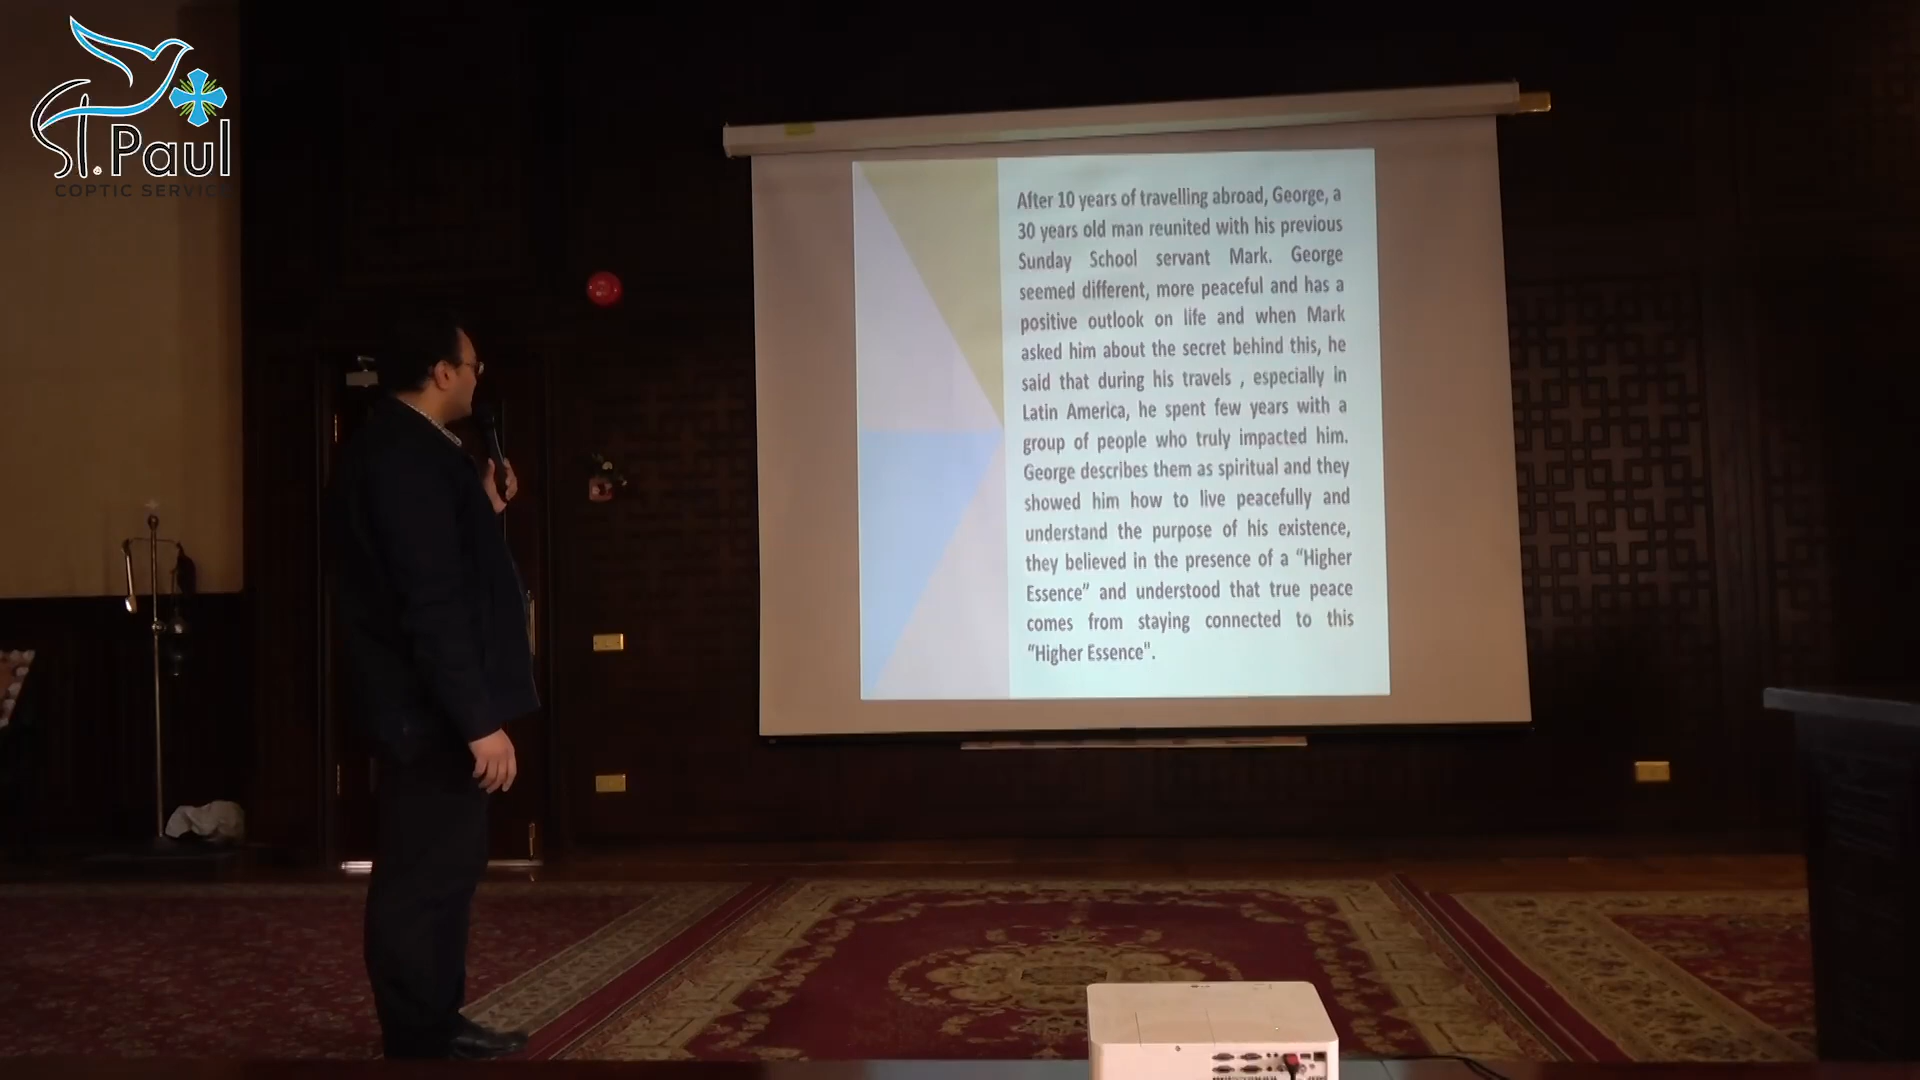 St. Paul
COPTIC SERVICE
After 10 years of travelling abroad, George, a
30 years old man reunited with his previous
Sunday School servant Mark. George
seemed different, more peaceful and has a
positive outlook on life and when Mark
asked him about the secret behind this, he
said that during his travels , especially in
Latin America, he spent few years with a
group of people who truly impacted him.
George describes them as spiritual and they
showed him how to live peacefully and
understand the purpose of his existence,
they believed in the presence of a “Higher
Essence” and understood that true peace
comes from staying connected to this
“Higher Essence".